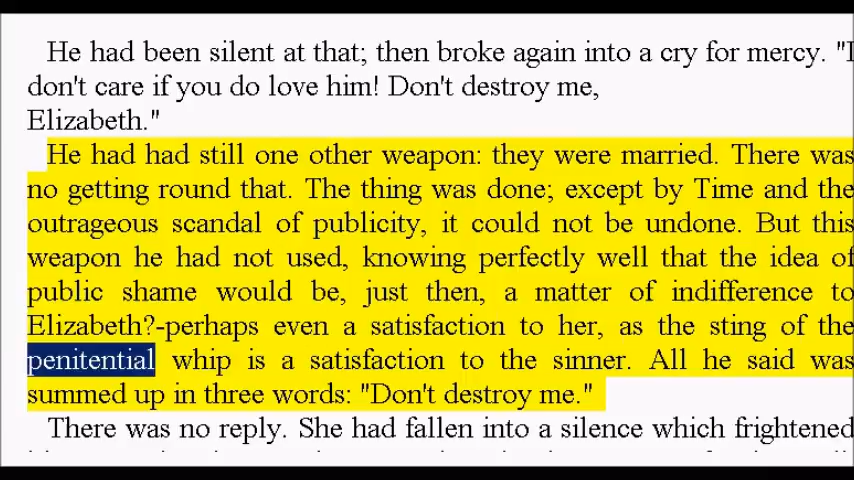 He had been silent at that; then broke again into a cry for mercy. "I
don't care if you do love him! Don't destroy me,
Elizabeth."
He had had still one other weapon: they were married. There was
no getting round that. The thing was done; except by Time and the
outrageous scandal of publicity, it could not be undone. But this
weapon he had not used, knowing perfectly well that the idea of
public shame would be, just then, a matter of indifference to
Elizabeth?-perhaps even a satisfaction to her, as the sting of the
penitential whip is a satisfaction to the sinner. All he said was
summed up in three words: "Don't destroy me."
There was no reply. She had fallen into a silence which frightened